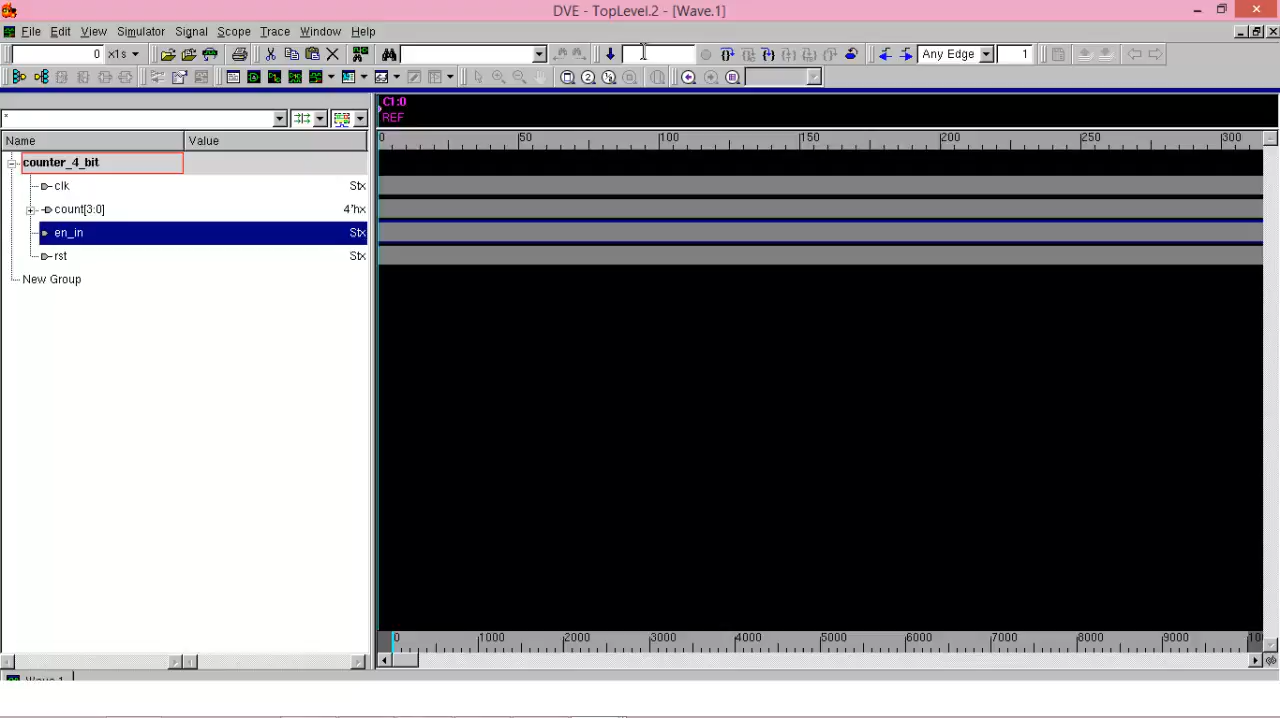 DVE - TopLevel.2 - [Wave.1]
File Edit View Simulator Signal Scope Trace Window Help
0 x1s Any Edge 1
C1:0
REF
*
Name Value
0 50 100 150 200 250 300
counter_4_bit
clk Stx
count[3:0] 4'hx
en_in Stx
rst Stx
New Group
0 1000 2000 3000 4000 5000 6000 7000 8000 9000
Wave.1